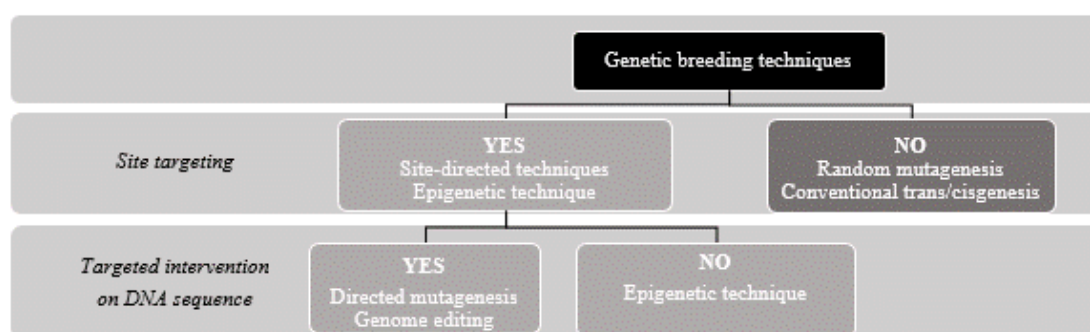 Genetic breeding techniques
Site targeting
YES
Site-directed techniques
Epigenetic technique
NO
Random mutagenesis
Conventional trans/cisgenesis
Targeted intervention
on DNA sequence
YES
Directed mutagenesis
Genome editing
NO
Epigenetic technique